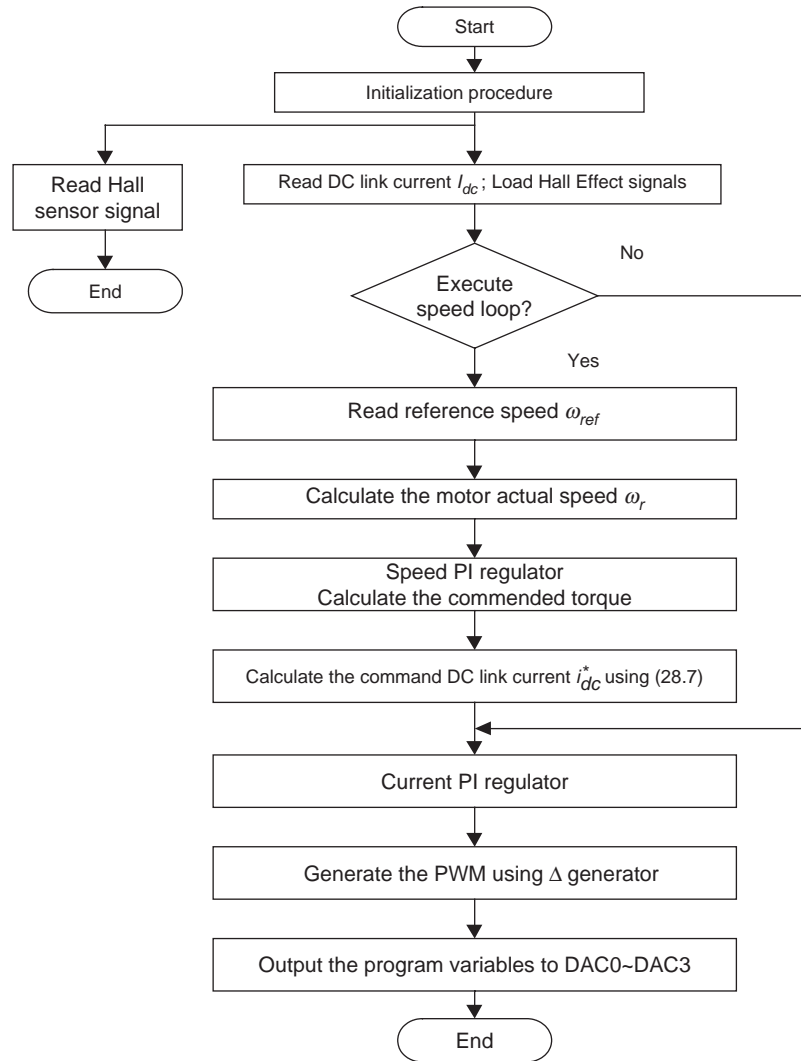 Start
Initialization procedure
Read Hall
sensor signal
End
Read DC link current I_dc; Load Hall Effect signals
Execute
speed loop?
No
Yes
Read reference speed ω_ref
Calculate the motor actual speed ω_r
Speed PI regulator
Calculate the commended torque
Calculate the command DC link current i*_dc using (28.7)
Current PI regulator
Generate the PWM using Δ generator
Output the program variables to DAC0~DAC3
End